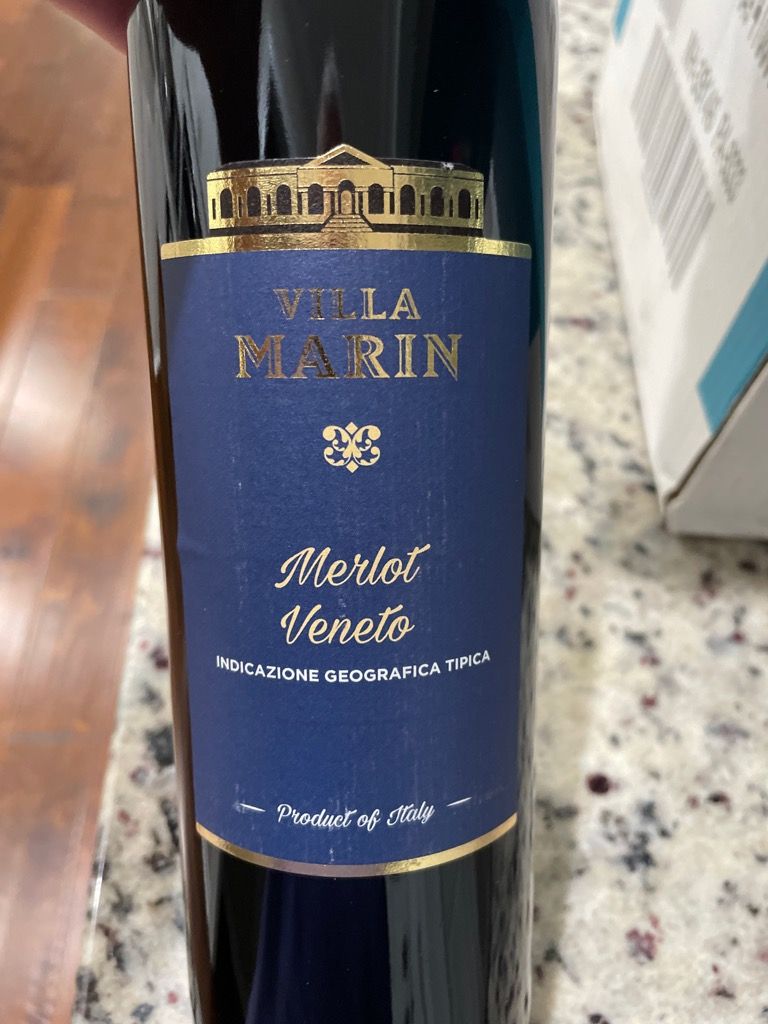 VILLA
MARIN
Merlot
Veneto
INDICAZIONE GEOGRAFICA TIPICA
Product of Italy